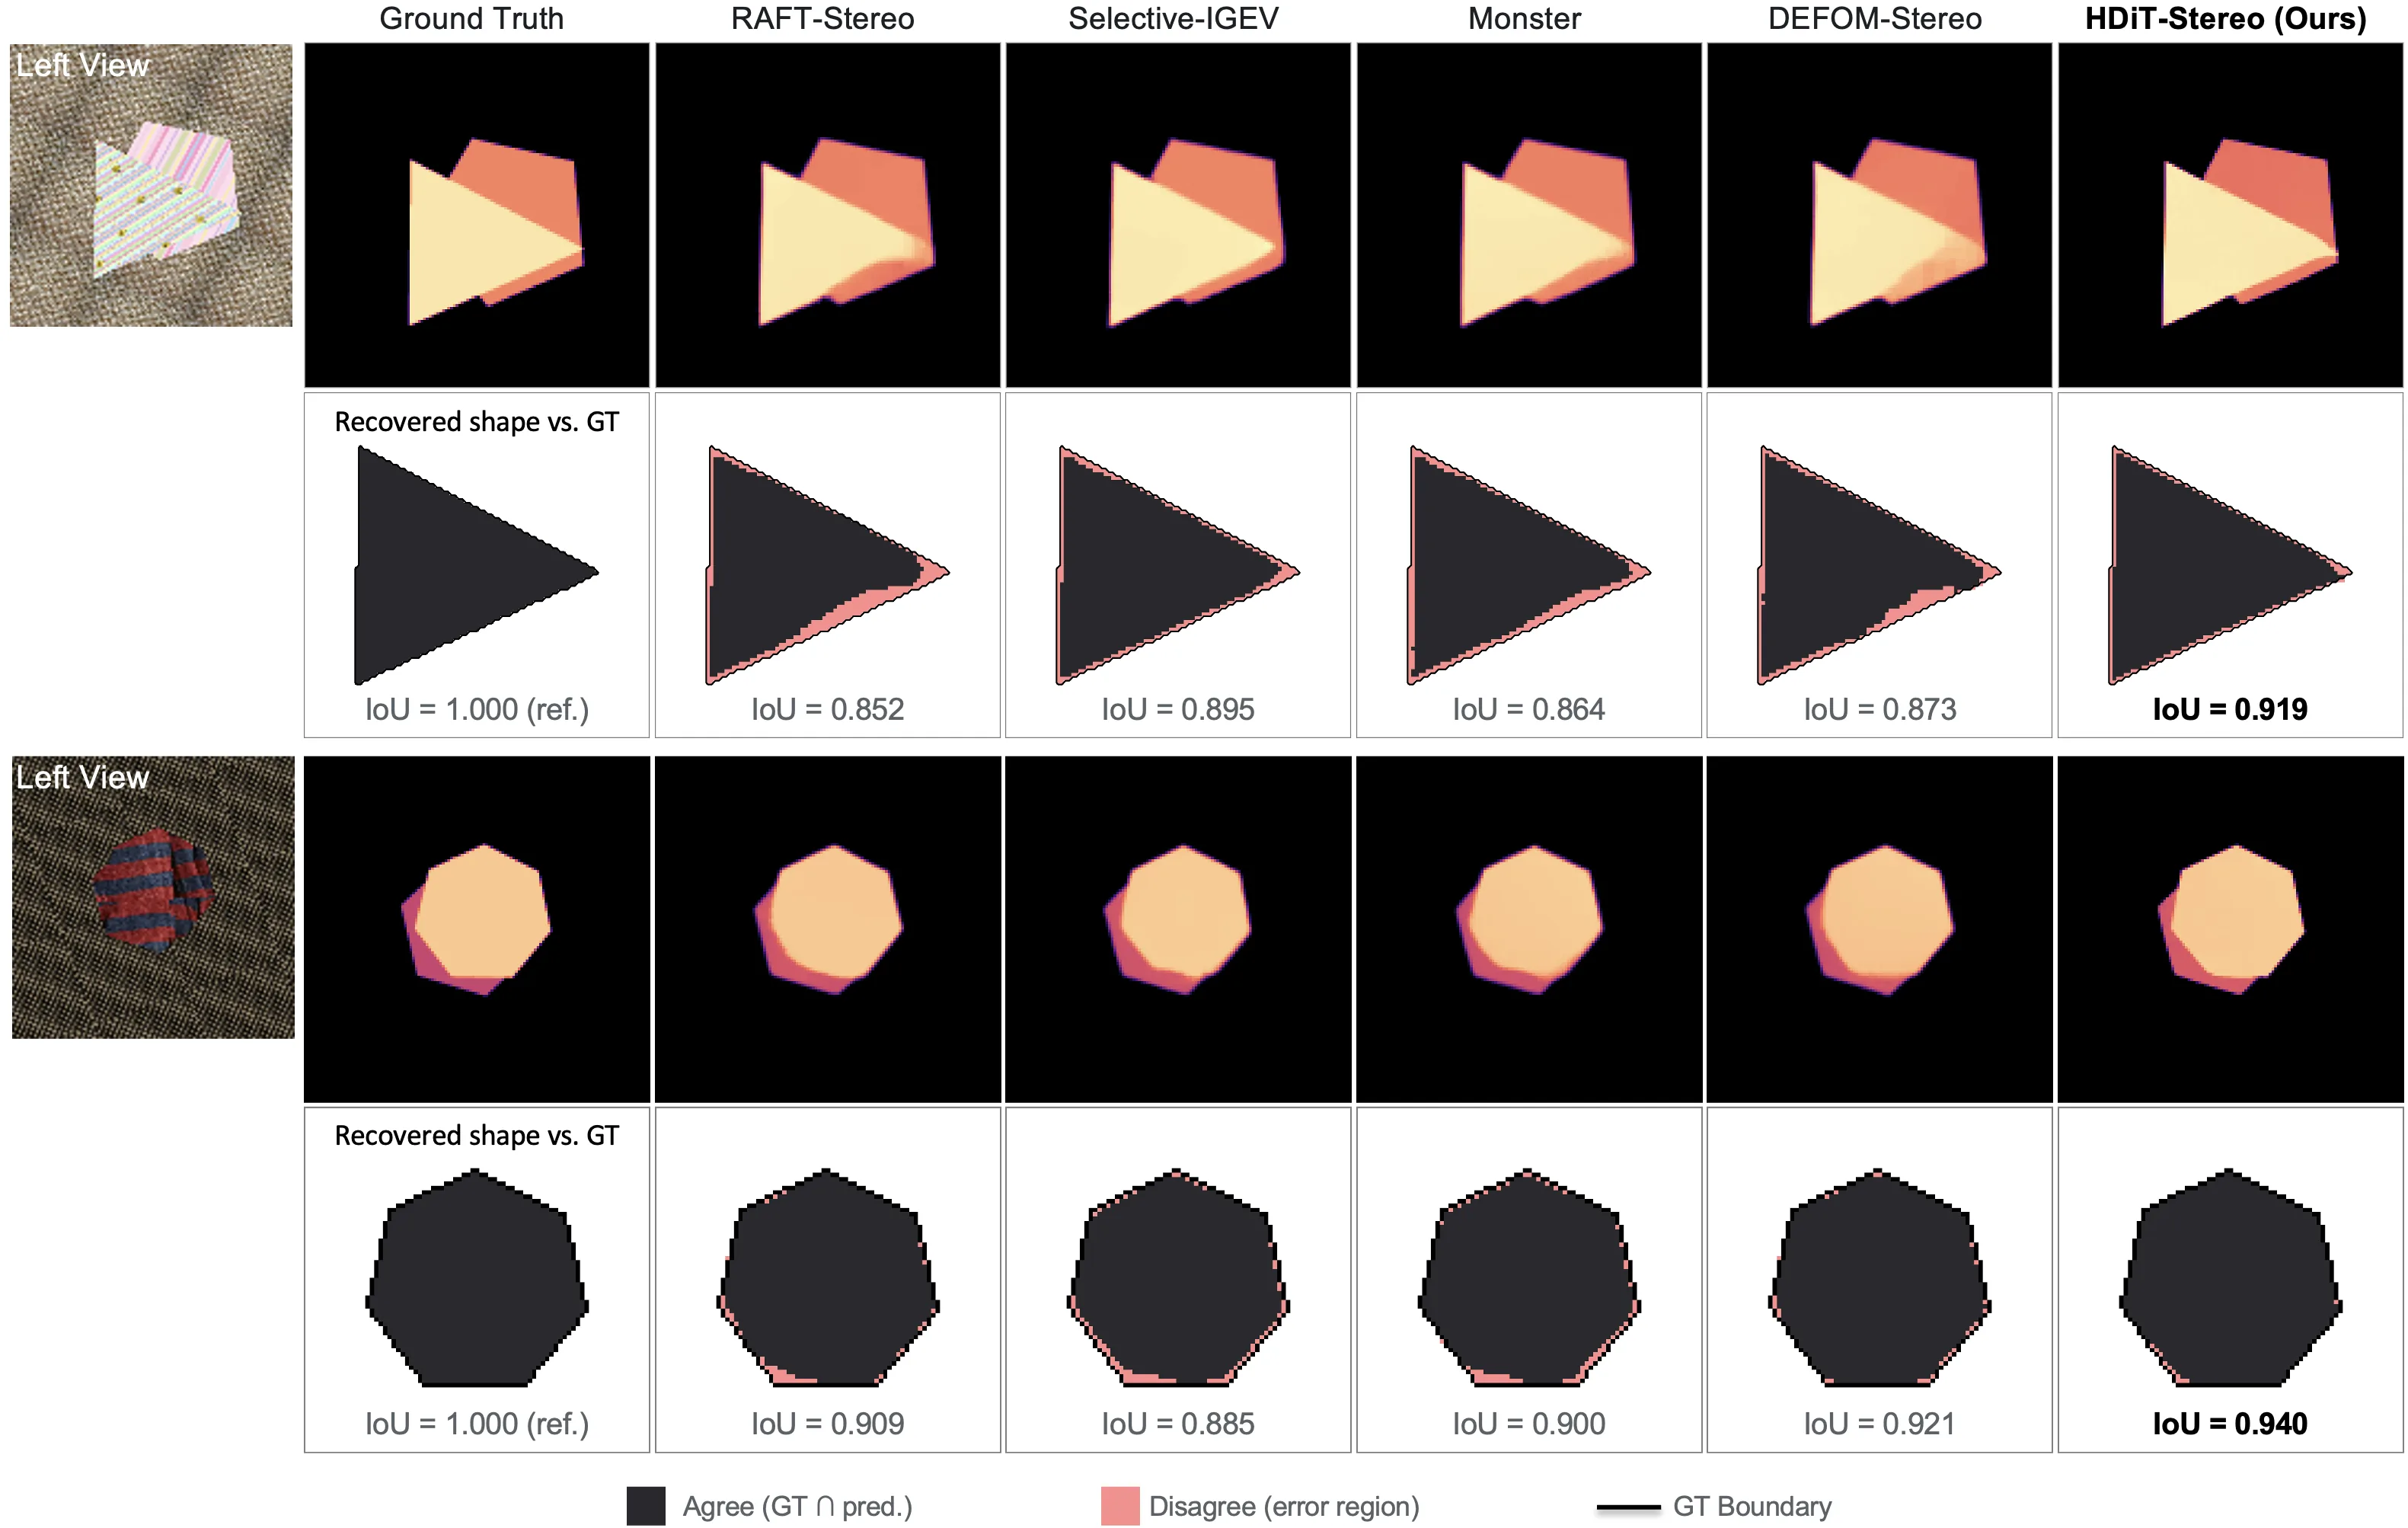 Ground Truth RAFT-Stereo Selective-IGEV Monster DEFOM-Stereo HDiT-Stereo (Ours)
Left View
Recovered shape vs. GT
IoU = 1.000 (ref.) IoU = 0.852 IoU = 0.895 IoU = 0.864 IoU = 0.873 IoU = 0.919
Left View
Recovered shape vs. GT
IoU = 1.000 (ref.) IoU = 0.909 IoU = 0.885 IoU = 0.900 IoU = 0.921 IoU = 0.940
Agree (GT ∩ pred.) Disagree (error region) GT Boundary